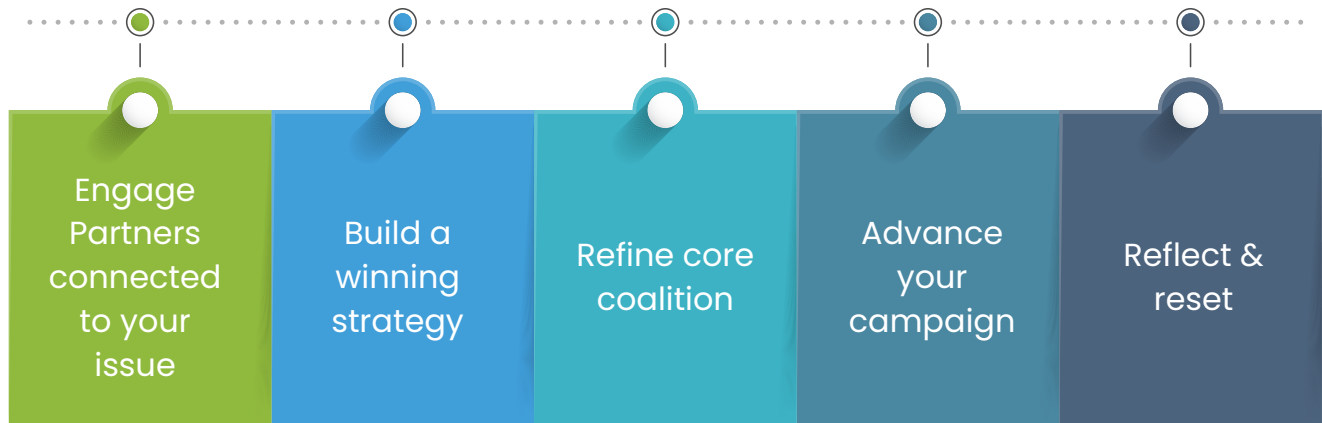 Engage
Partners
connected
to your
issue
Build a
winning
strategy
Refine core
coalition
Advance
your
campaign
Reflect &
reset